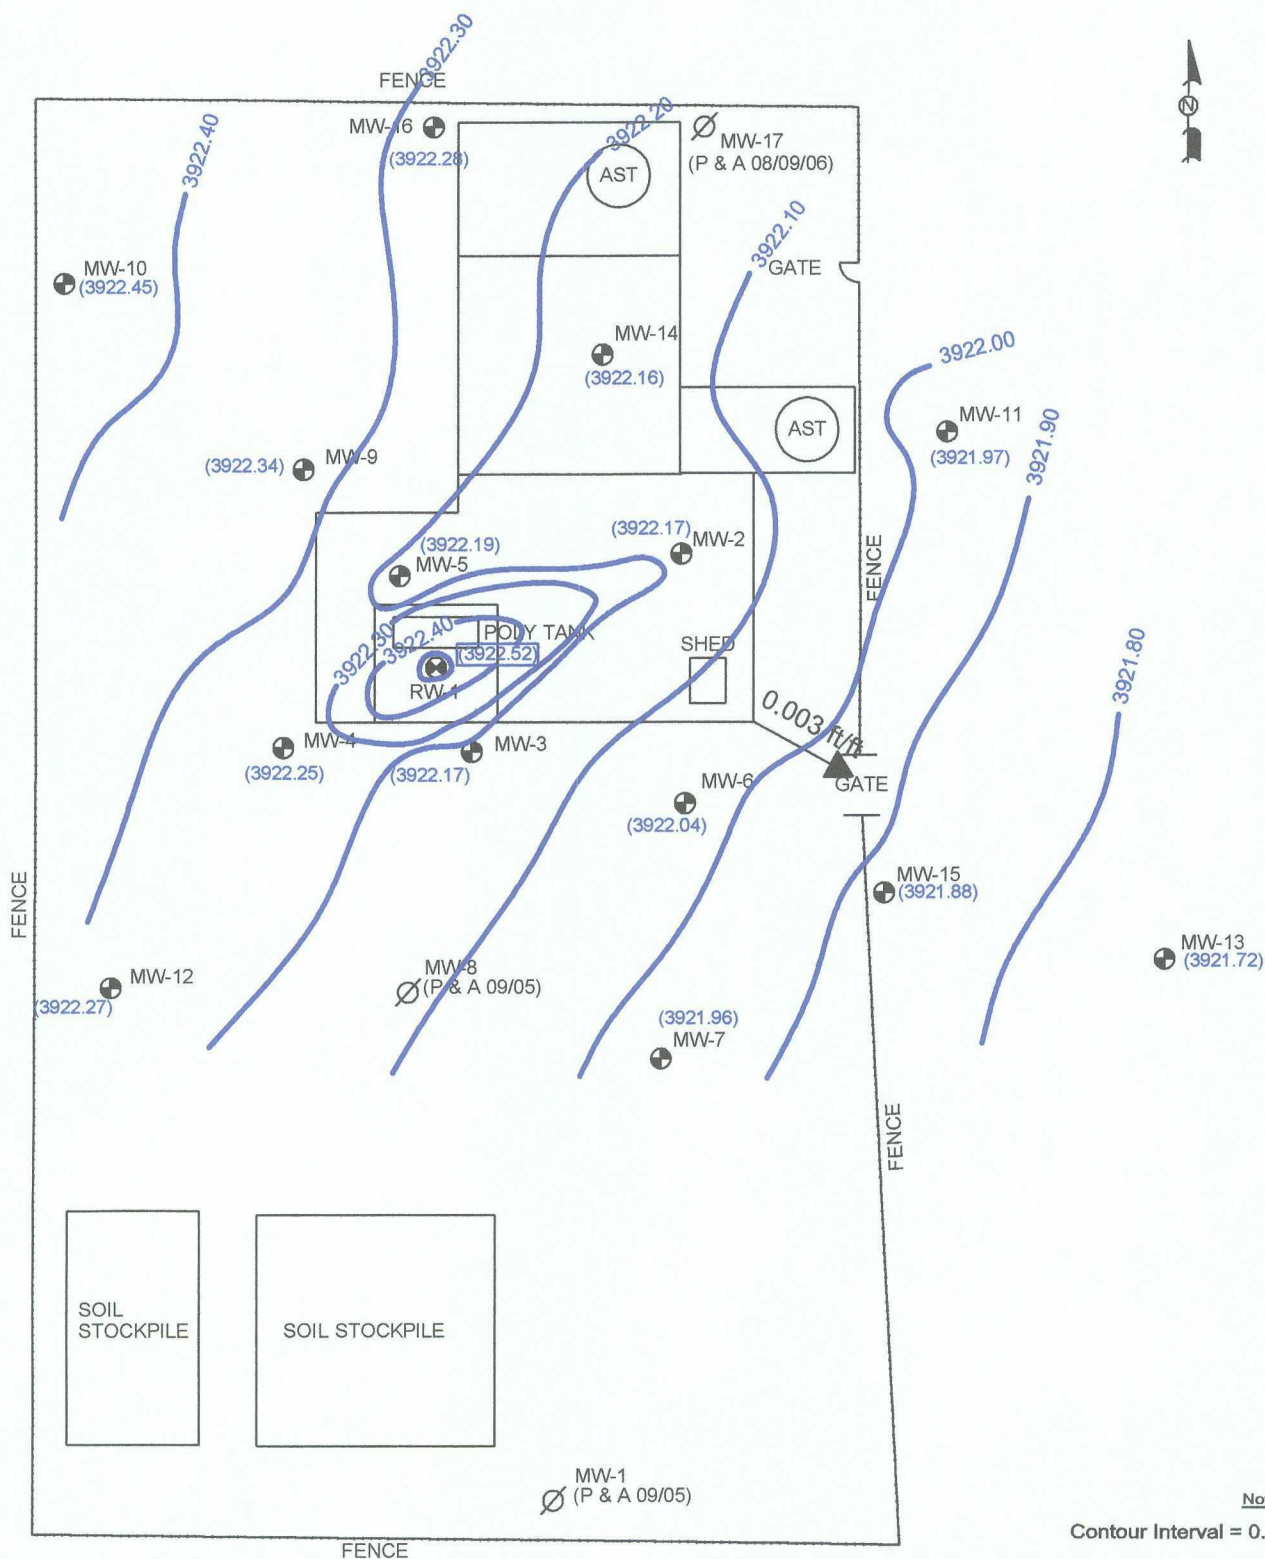 3922.30
FENCE
3922.40
MW-16
(3922.28)
3922.20
AST
MW-17
(P & A 08/09/06)
N
3922.10
GATE
MW-10
(3922.45)
MW-14
(3922.16)
3922.00
AST
MW-11
(3921.97)
3921.90
(3922.34)
MW-9
(3922.19)
MW-5
(3922.17)
MW-2
FENCE
3922.30
3922.40
POLY TANK
(3922.52)
RW-1
SHED
3921.80
0.003 ft/ft
MW-4
(3922.25)
MW-3
(3922.17)
MW-6
(3922.04)
GATE
MW-15
(3921.88)
FENCE
MW-13
(3921.72)
MW-12
(3922.27)
MW-8
(P & A 09/05)
(3921.96)
MW-7
FENCE
SOIL
STOCKPILE
SOIL STOCKPILE
MW-1
(P & A 09/05)
FENCE
Contour Interval = 0.